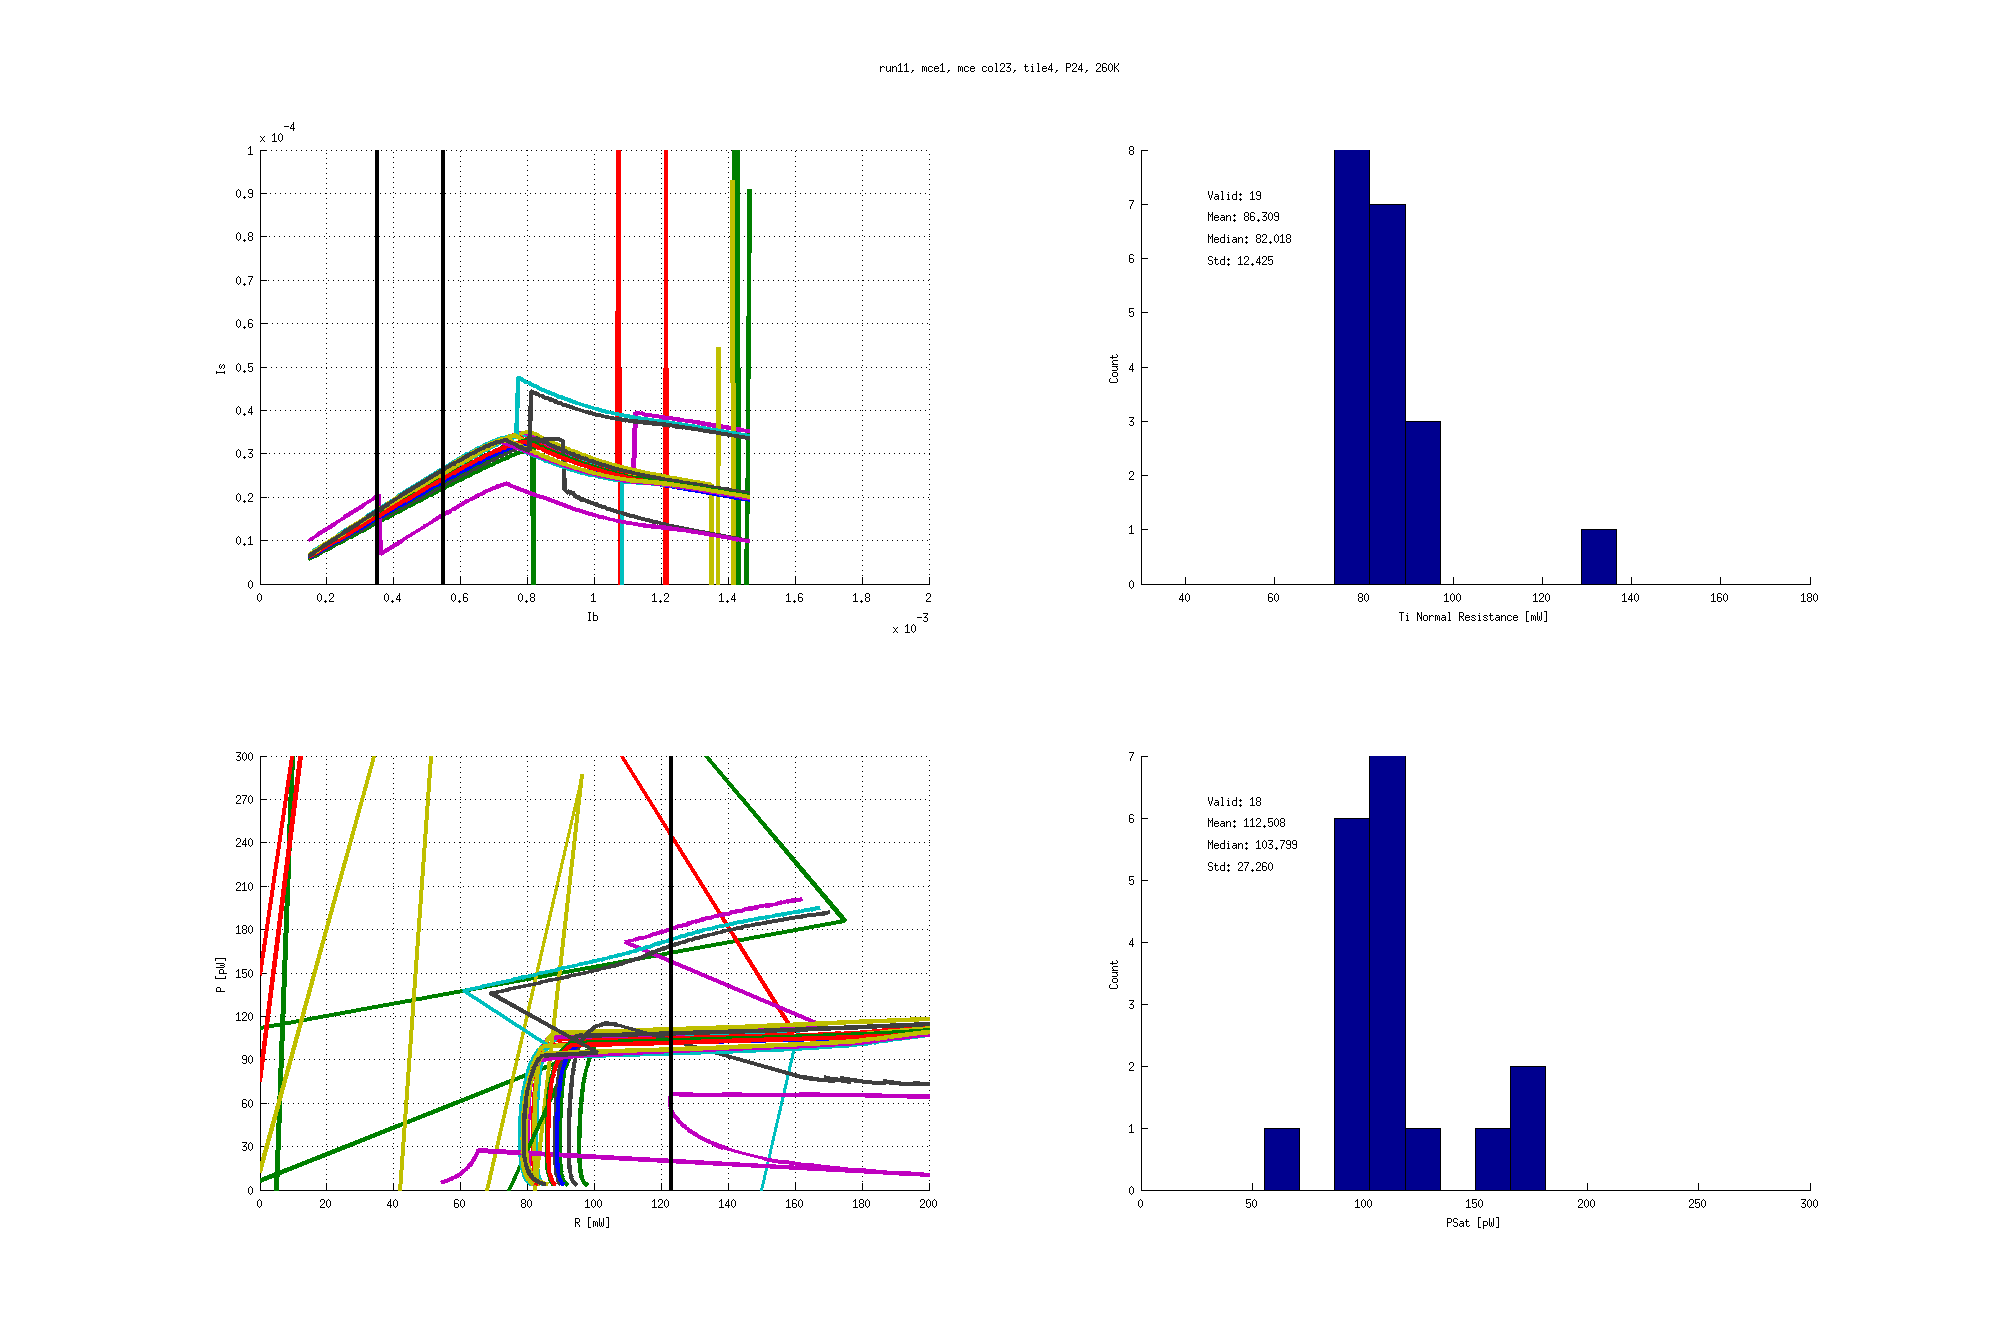 run11, mce1, mce col23, tile4, P24, 260K
x 10^-4
1
0.9
0.8
0.7
0.6
0.5
0.4
0.3
0.2
0.1
0
Is
0 0.2 0.4 0.6 0.8 1 1.2 1.4 1.6 1.8 2
Ib
x 10^-3
8
7
6
5
4
3
2
1
0
Count
Valid: 19
Mean: 86.309
Median: 82.018
Std: 12.425
40 60 80 100 120 140 160 180
Ti Normal Resistance [mW]
300
270
240
210
180
150
120
90
60
30
0
P [pW]
0 20 40 60 80 100 120 140 160 180 200
R [mW]
7
6
5
4
3
2
1
0
Count
Valid: 18
Mean: 112.508
Median: 103.799
Std: 27.260
0 50 100 150 200 250 300
PSat [pW]